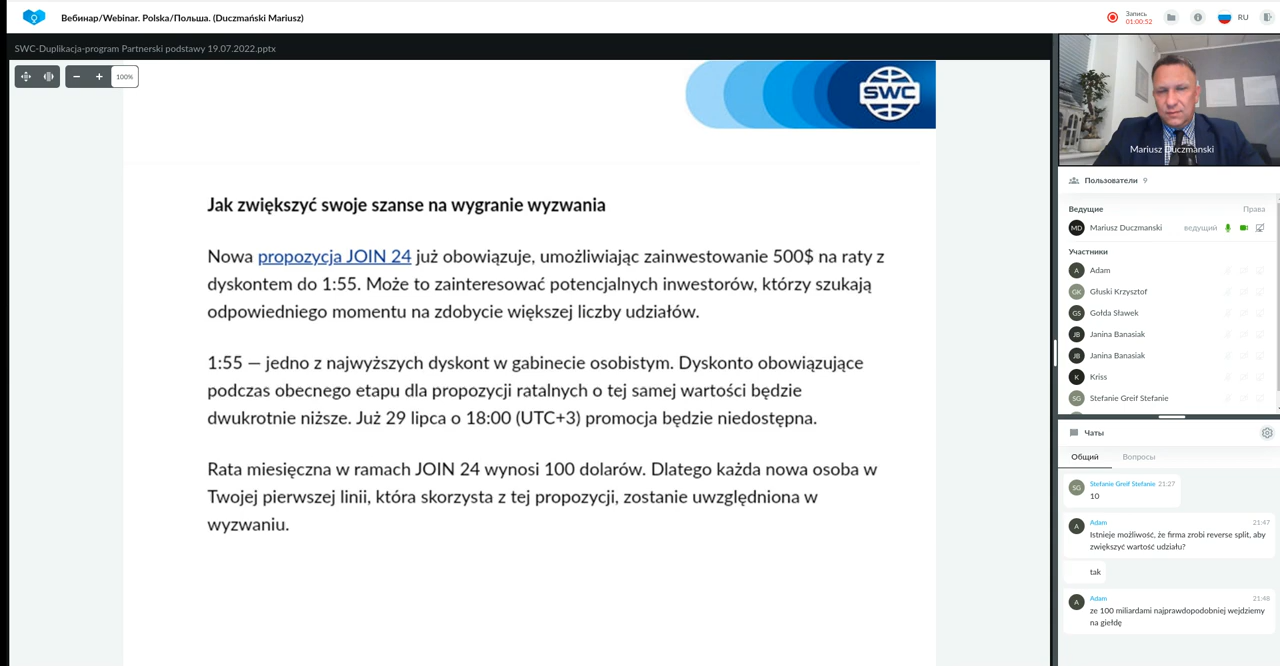 Вебинар/Webinar. Polska/Польша. (Duczmański Mariusz)
Запись
01:00:52
RU
SWC-Duplikacja-program Partnerski podstawy 19.07.2022.pptx
100%
SWC
Jak zwiększyć swoje szanse na wygranie wyzwania
Nowa propozycja JOIN 24 już obowiązuje, umożliwiając zainwestowanie 500$ na raty z
dyskontem do 1:55. Może to zainteresować potencjalnych inwestorów, którzy szukają
odpowiedniego momentu na zdobycie większej liczby udziałów.
1:55 — jedno z najwyższych dyskont w gabinecie osobistym. Dyskonto obowiązujące
podczas obecnego etapu dla propozycji ratalnych o tej samej wartości będzie
dwukrotnie niższe. Już 29 lipca o 18:00 (UTC+3) promocja będzie niedostępna.
Rata miesięczna w ramach JOIN 24 wynosi 100 dolarów. Dlatego każda nowa osoba w
Twojej pierwszej linii, która skorzysta z tej propozycji, zostanie uwzględniona w
wyzwaniu.
Mariusz Duczmanski
Пользователи 9
Ведущие Права
MD Mariusz Duczmanski ведущий
Участники
A Adam
GK Głuski Krzysztof
GS Gołda Sławek
JB Janina Banasiak
JB Janina Banasiak
K Kriss
SG Stefanie Greif Stefanie
Чаты
Общий Вопросы
SG Stefanie Greif Stefanie 21:27
10
A Adam 21:47
Istnieje możliwość, że firma zrobi reverse split, aby
zwiększyć wartość udziału?
tak
A Adam 21:48
ze 100 miliardami najprawdopodobniej wejdziemy
na giełdę